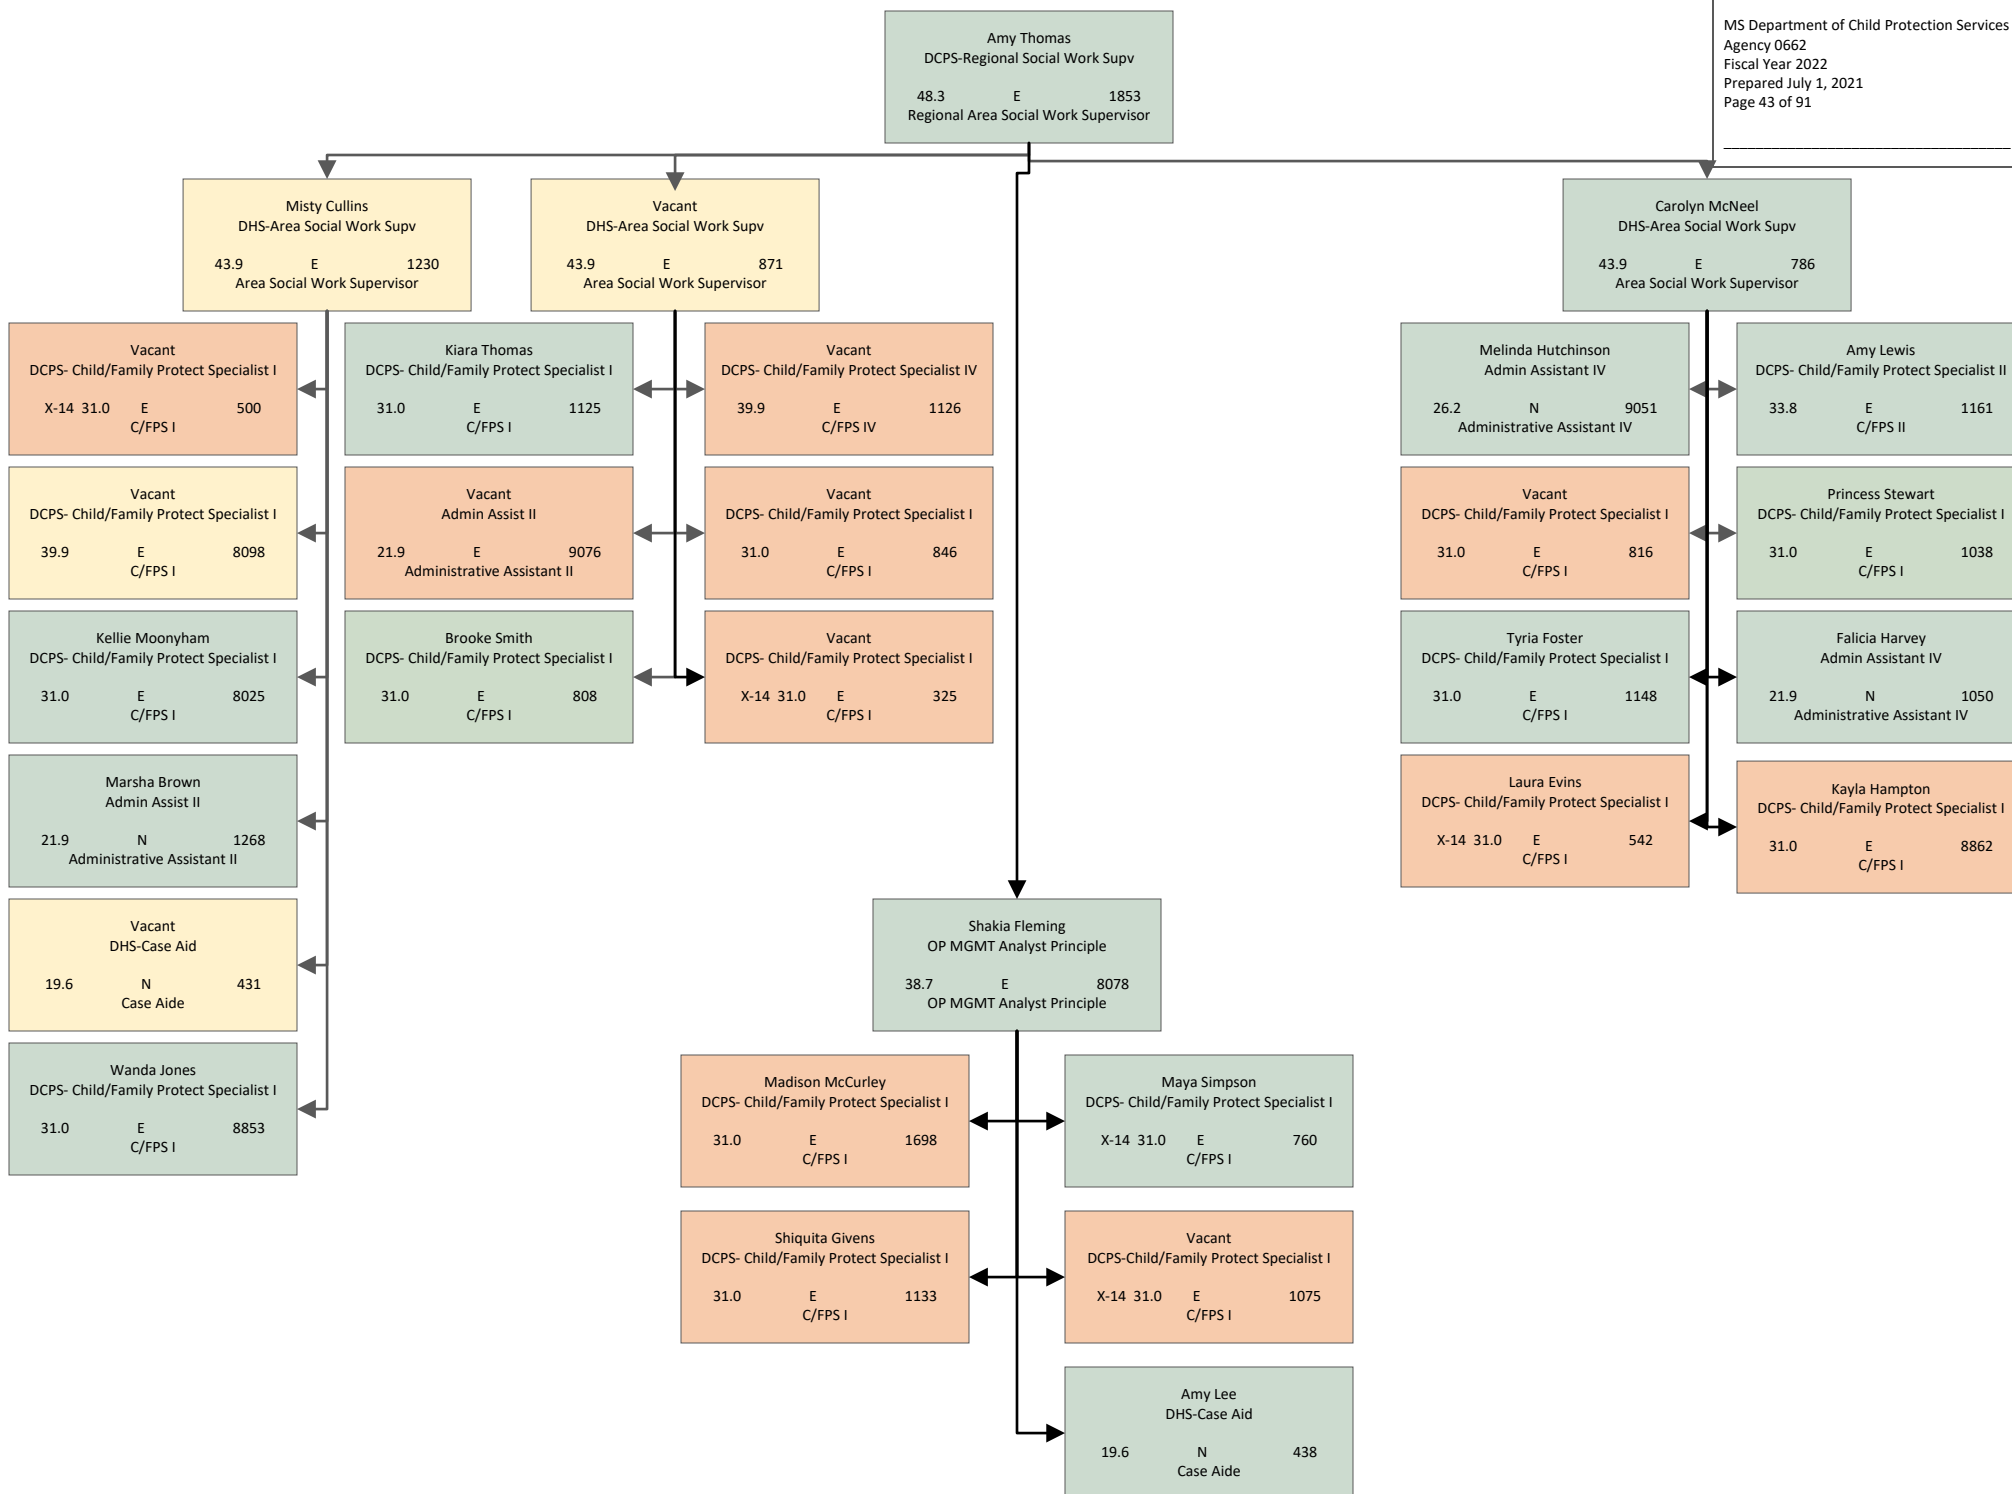 MS Department of Child Protection Services
Agency 0662
Fiscal Year 2022
Prepared July 1, 2021
Page 43 of 91
Amy Thomas
DCPS-Regional Social Work Supv
48.3 E 1853
Regional Area Social Work Supervisor
Misty Cullins
DHS-Area Social Work Supv
43.9 E 1230
Area Social Work Supervisor
Vacant
DHS-Area Social Work Supv
43.9 E 871
Area Social Work Supervisor
Carolyn McNeel
DHS-Area Social Work Supv
43.9 E 786
Area Social Work Supervisor
Vacant
DCPS- Child/Family Protect Specialist I
X-14 31.0 E 500
C/FPS I
Vacant
DCPS- Child/Family Protect Specialist I
39.9 E 8098
C/FPS I
Kellie Moonyham
DCPS- Child/Family Protect Specialist I
31.0 E 8025
C/FPS I
Marsha Brown
Admin Assist II
21.9 N 1268
Administrative Assistant II
Vacant
DHS-Case Aid
19.6 N 431
Case Aide
Wanda Jones
DCPS- Child/Family Protect Specialist I
31.0 E 8853
C/FPS I
Kiara Thomas
DCPS- Child/Family Protect Specialist I
31.0 E 1125
C/FPS I
Vacant
DCPS- Child/Family Protect Specialist IV
39.9 E 1126
C/FPS IV
Vacant
Admin Assist II
21.9 E 9076
Administrative Assistant II
Vacant
DCPS- Child/Family Protect Specialist I
31.0 E 846
C/FPS I
Brooke Smith
DCPS- Child/Family Protect Specialist I
31.0 E 808
C/FPS I
Vacant
DCPS- Child/Family Protect Specialist I
X-14 31.0 E 325
C/FPS I
Shakia Fleming
OP MGMT Analyst Principle
38.7 E 8078
OP MGMT Analyst Principle
Madison McCurley
DCPS- Child/Family Protect Specialist I
31.0 E 1698
C/FPS I
Maya Simpson
DCPS- Child/Family Protect Specialist I
X-14 31.0 E 760
C/FPS I
Shiquita Givens
DCPS- Child/Family Protect Specialist I
31.0 E 1133
C/FPS I
Vacant
DCPS-Child/Family Protect Specialist I
X-14 31.0 E 1075
C/FPS I
Amy Lee
DHS-Case Aid
19.6 N 438
Case Aide
Melinda Hutchinson
Admin Assistant IV
26.2 N 9051
Administrative Assistant IV
Amy Lewis
DCPS- Child/Family Protect Specialist II
33.8 E 1161
C/FPS II
Vacant
DCPS- Child/Family Protect Specialist I
31.0 E 816
C/FPS I
Princess Stewart
DCPS- Child/Family Protect Specialist I
31.0 E 1038
C/FPS I
Tyria Foster
DCPS- Child/Family Protect Specialist I
31.0 E 1148
C/FPS I
Falicia Harvey
Admin Assistant IV
21.9 N 1050
Administrative Assistant IV
Laura Evins
DCPS- Child/Family Protect Specialist I
X-14 31.0 E 542
C/FPS I
Kayla Hampton
DCPS- Child/Family Protect Specialist I
31.0 E 8862
C/FPS I